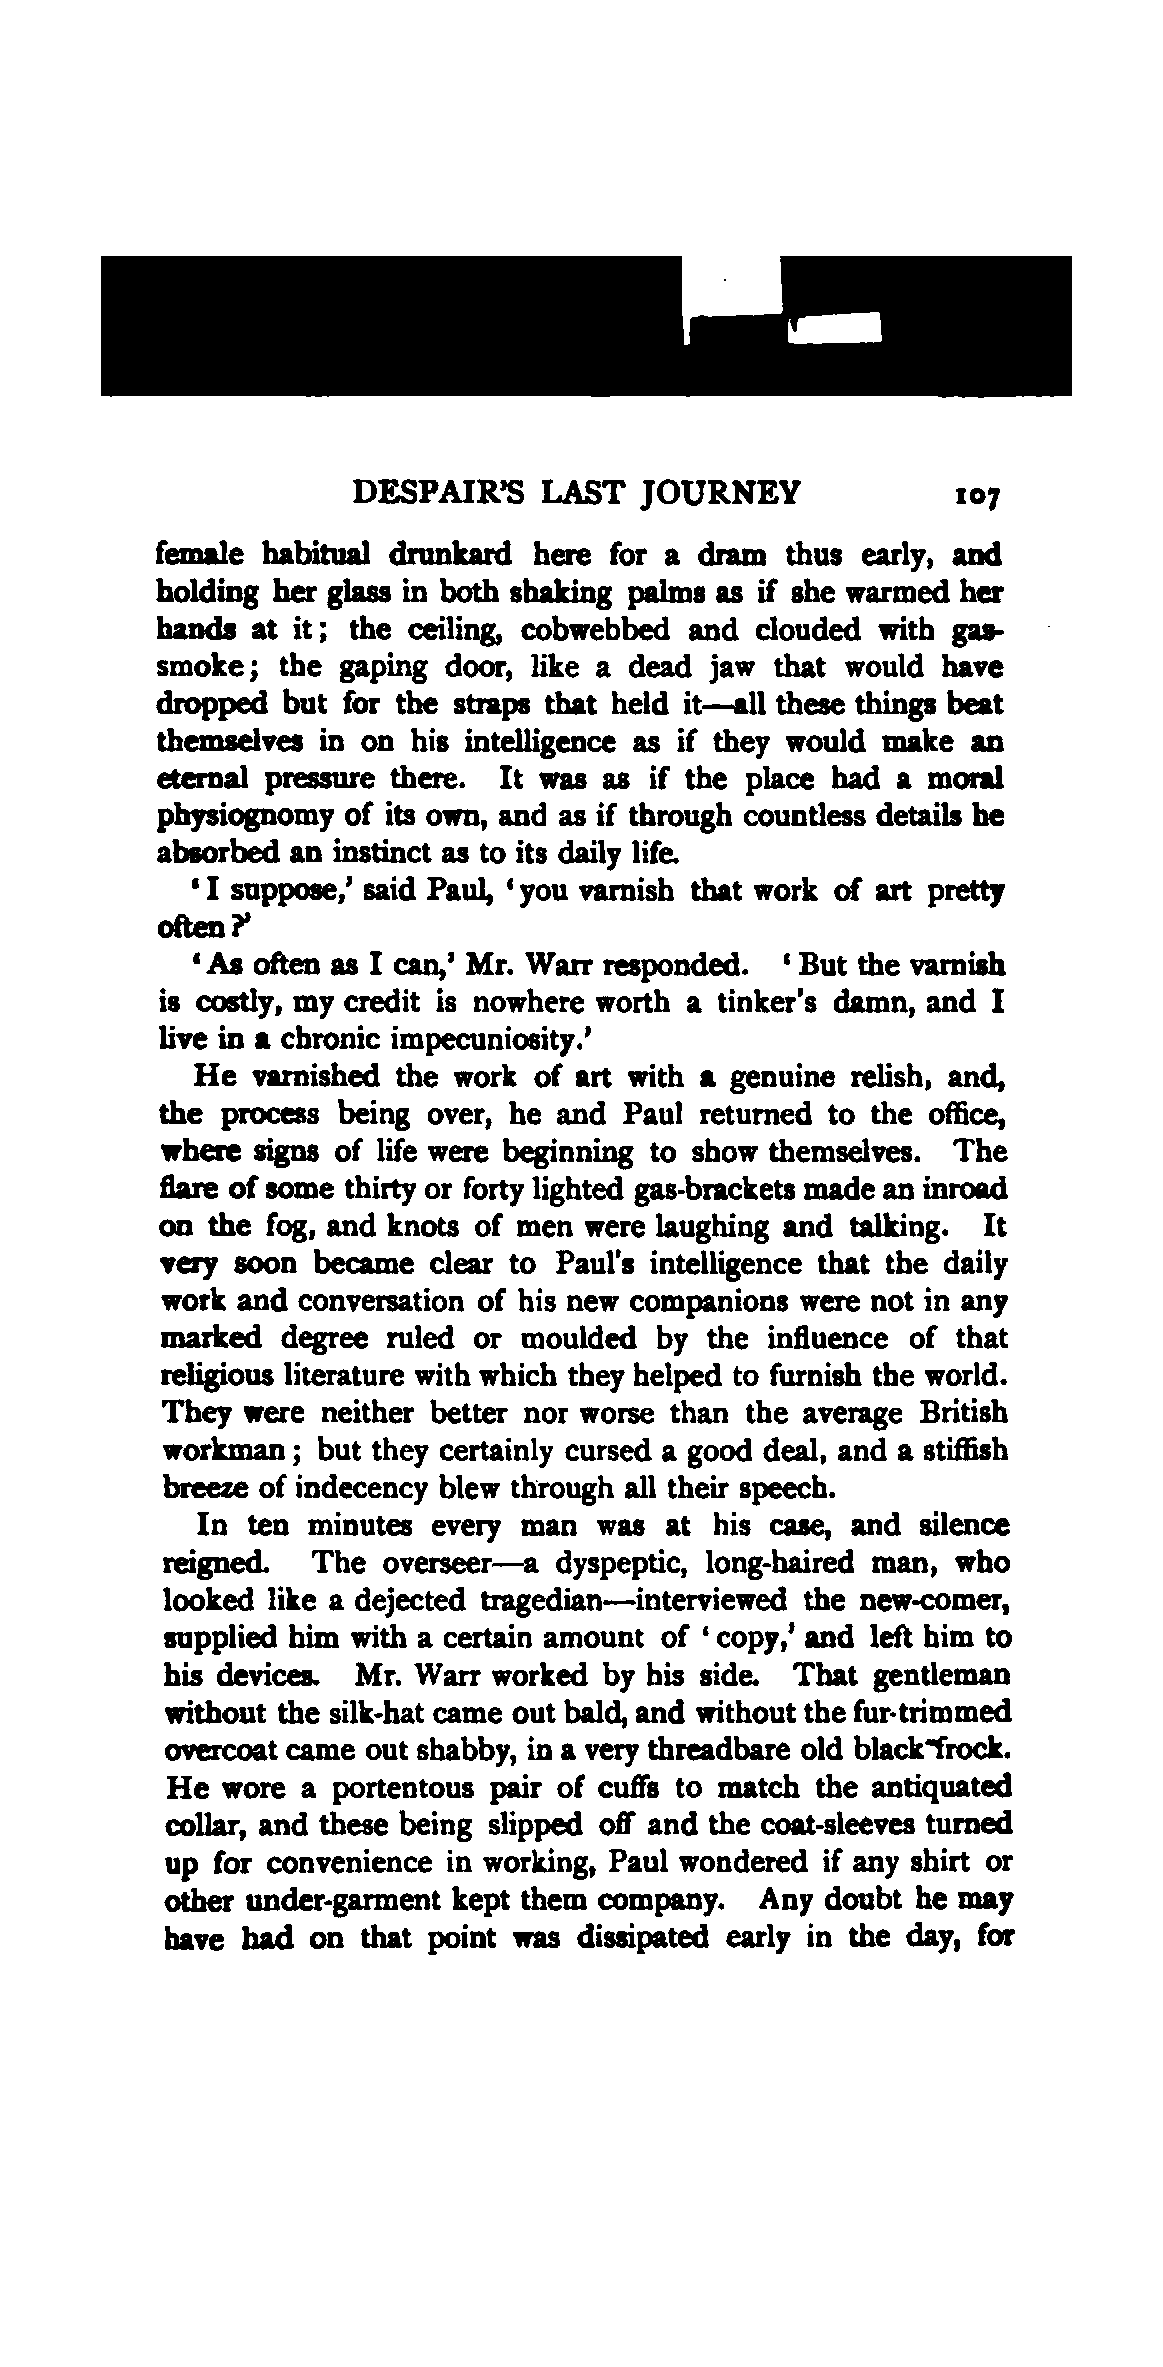 DESPAIR'S LAST JOURNEY 107
female habitual drunkard here for a dram thus early, and
holding her glass in both shaking palms as if she warmed her
hands at it; the ceiling, cobwebbed and clouded with gas-
smoke; the gaping door, like a dead jaw that would have
dropped but for the straps that held it—all these things beat
themselves in on his intelligence as if they would make an
eternal pressure there. It was as if the place had a moral
physiognomy of its own, and as if through countless details he
absorbed an instinct as to its daily life.
‘I suppose,’ said Paul, ‘you varnish that work of art pretty
often?’
‘As often as I can,’ Mr. Warr responded. ‘But the varnish
is costly, my credit is nowhere worth a tinker's damn, and I
live in a chronic impecuniosity.’
He varnished the work of art with a genuine relish, and,
the process being over, he and Paul returned to the office,
where signs of life were beginning to show themselves. The
flare of some thirty or forty lighted gas-brackets made an inroad
on the fog, and knots of men were laughing and talking. It
very soon became clear to Paul's intelligence that the daily
work and conversation of his new companions were not in any
marked degree ruled or moulded by the influence of that
religious literature with which they helped to furnish the world.
They were neither better nor worse than the average British
workman; but they certainly cursed a good deal, and a stiffish
breeze of indecency blew through all their speech.
In ten minutes every man was at his case, and silence
reigned. The overseer—a dyspeptic, long-haired man, who
looked like a dejected tragedian—interviewed the new-comer,
supplied him with a certain amount of ‘copy,’ and left him to
his devices. Mr. Warr worked by his side. That gentleman
without the silk-hat came out bald, and without the fur-trimmed
overcoat came out shabby, in a very threadbare old black frock.
He wore a portentous pair of cuffs to match the antiquated
collar, and these being slipped off and the coat-sleeves turned
up for convenience in working, Paul wondered if any shirt or
other under-garment kept them company. Any doubt he may
have had on that point was dissipated early in the day, for